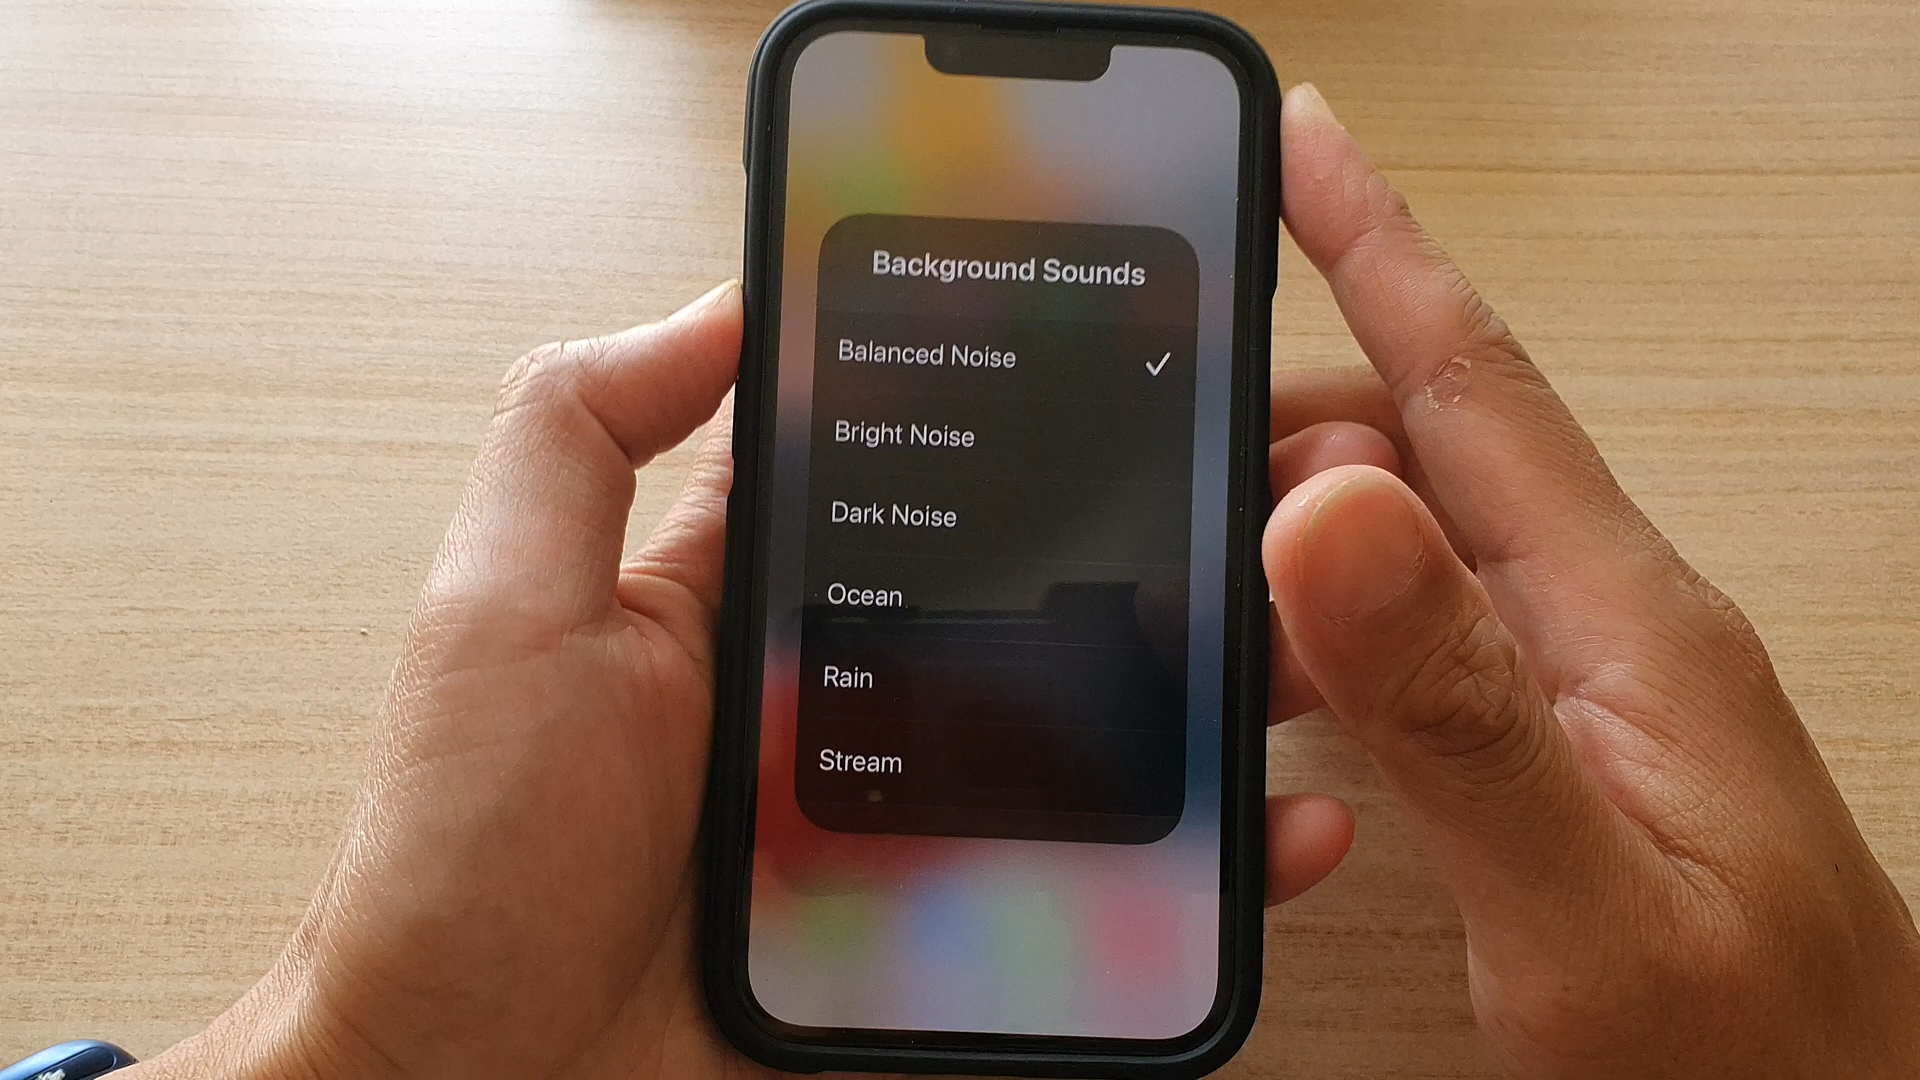 Background Sounds
Balanced Noise
Bright Noise
Dark Noise
Ocean
Rain
Stream